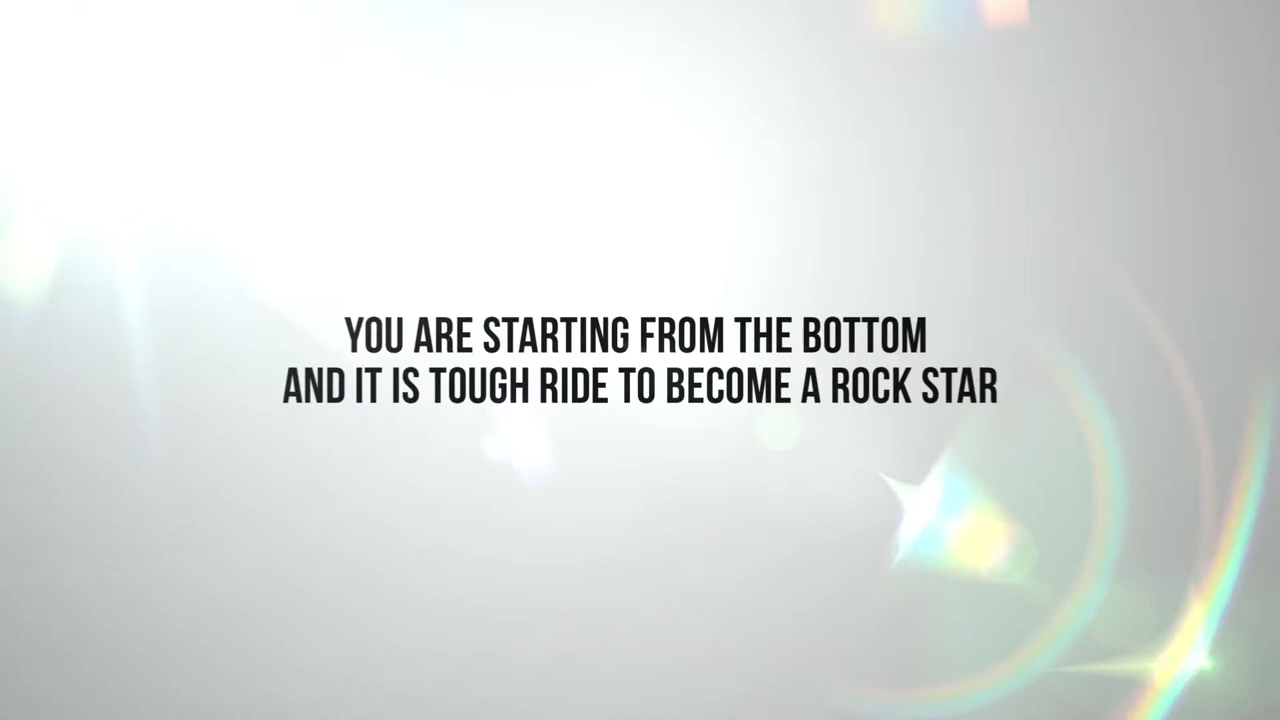 YOU ARE STARTING FROM THE BOTTOM
AND IT IS TOUGH RIDE TO BECOME A ROCK STAR